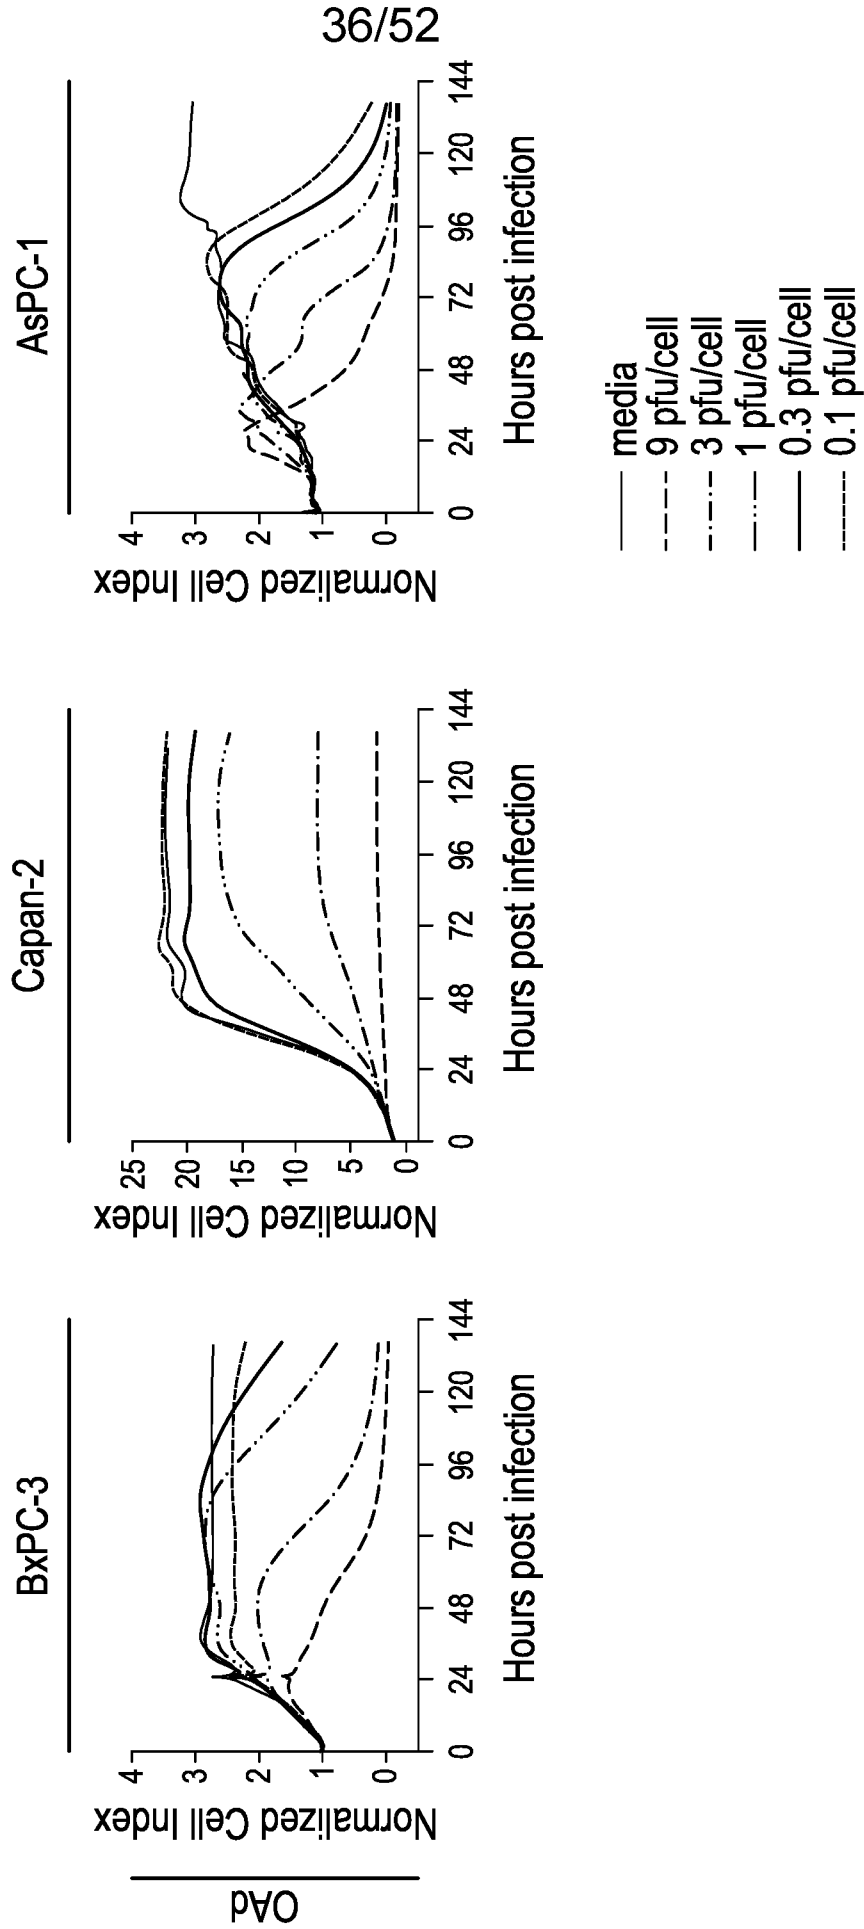 36/52
OAd
BxPC-3
Normalized Cell Index
4
3
2
1
0
0 24 48 72 96 120 144
Hours post infection
Capan-2
Normalized Cell Index
25
20
15
10
5
0
0 24 48 72 96 120 144
Hours post infection
AsPC-1
Normalized Cell Index
4
3
2
1
0
0 24 48 72 96 120 144
Hours post infection
media
9 pfu/cell
3 pfu/cell
1 pfu/cell
0.3 pfu/cell
0.1 pfu/cell